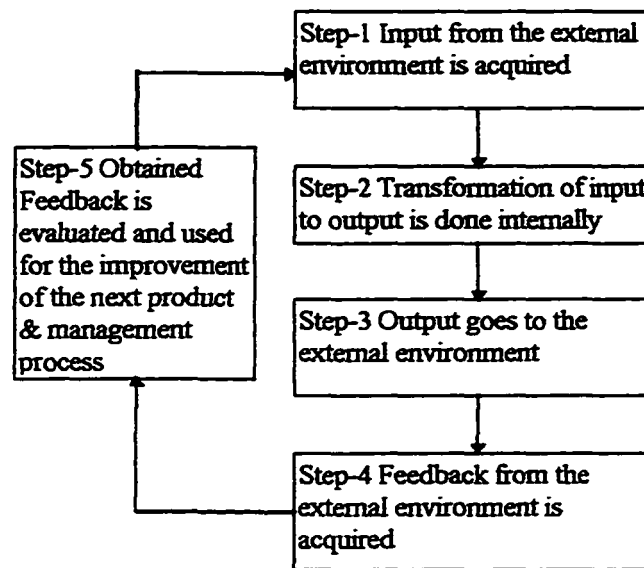 Step-1 Input from the external
environment is acquired
Step-2 Transformation of input
to output is done internally
Step-3 Output goes to the
external environment
Step-4 Feedback from the
external environment is
acquired
Step-5 Obtained
Feedback is
evaluated and used
for the improvement
of the next product
& management
process